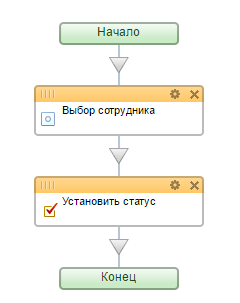 Начало
Выбор сотрудника
Установить статус
Конец